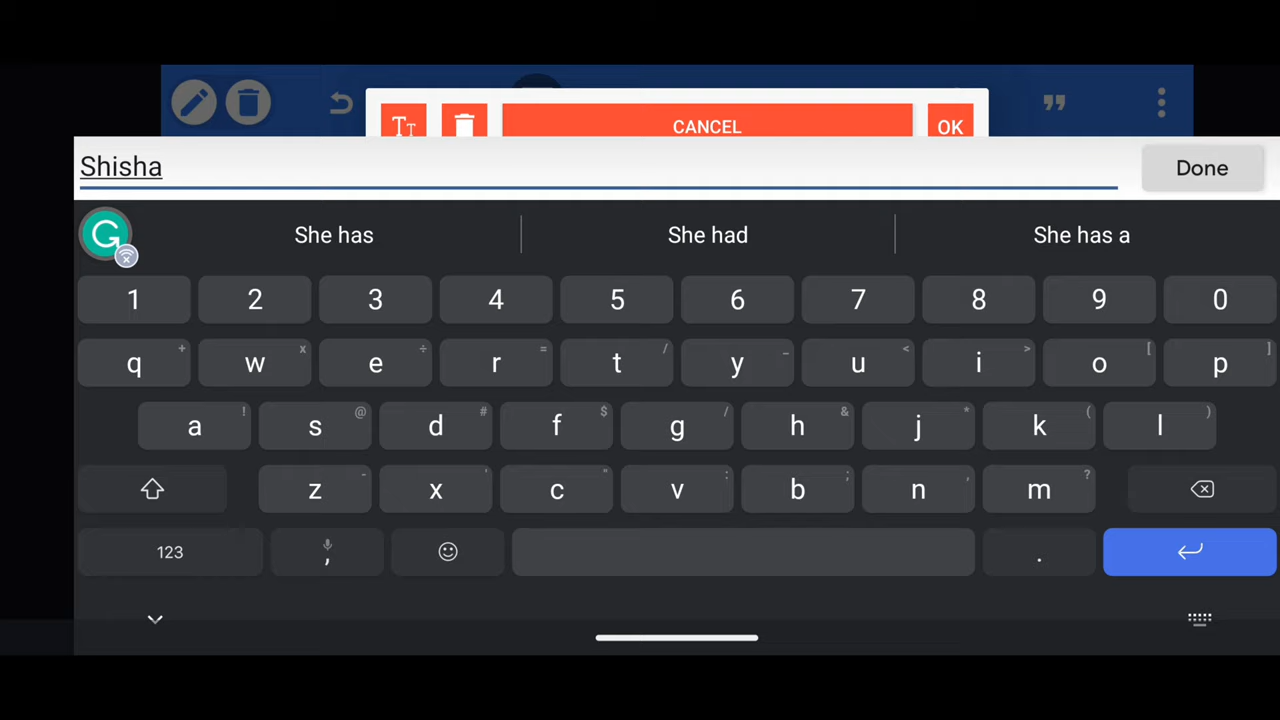 Tт
CANCEL
OK
Shisha
Done
G
She has
She had
She has a
1 2 3 4 5 6 7 8 9 0
q + w x e ÷ r = t / y _ u < i > o [ p ]
a ! s @ d # f $ g / h & j * k ( l )
z - x ' c " v : b ; n , m ?
123 , .